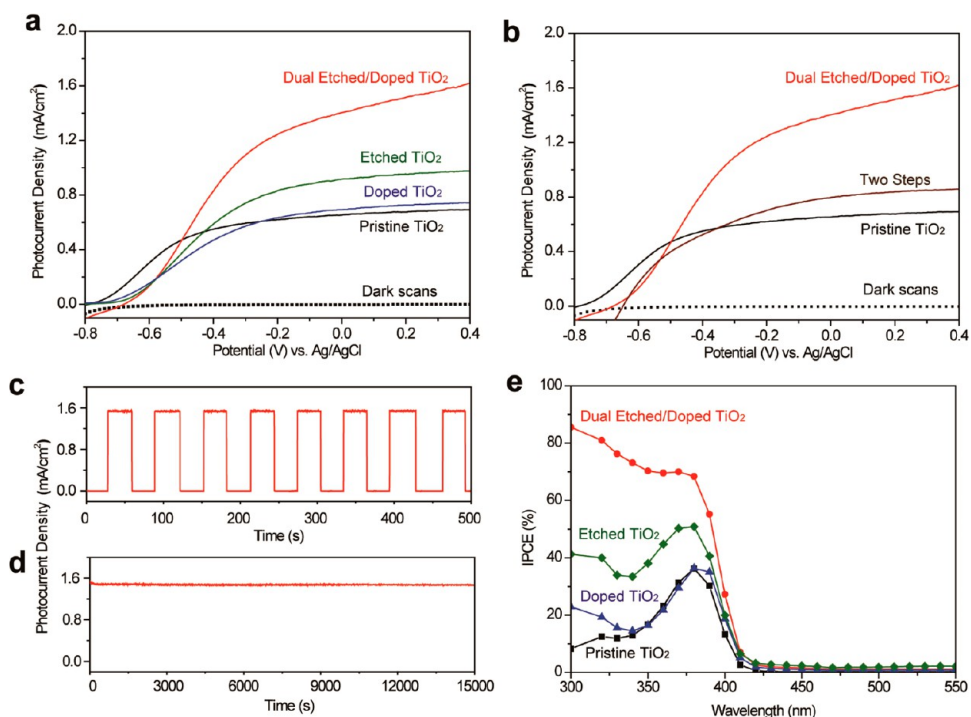 a
2.0
1.6
1.2
0.8
0.4
0.0
Photocurrent Density (mA/cm²)
Dual Etched/Doped TiO₂
Etched TiO₂
Doped TiO₂
Pristine TiO₂
Dark scans
-0.8 -0.6 -0.4 -0.2 0.0 0.2 0.4
Potential (V) vs. Ag/AgCl
b
2.0
1.6
1.2
0.8
0.4
0.0
Photocurrent Density (mA/cm²)
Dual Etched/Doped TiO₂
Two Steps
Pristine TiO₂
Dark scans
-0.8 -0.6 -0.4 -0.2 0.0 0.2 0.4
Potential (V) vs. Ag/AgCl
c
1.6
0.8
0.0
0 100 200 300 400 500
Time (s)
Photocurrent Density (mA/cm²)
d
1.6
0.8
0.0
0 3000 6000 9000 12000 15000
Time (s)
e
100
80
60
40
20
0
IPCE (%)
Dual Etched/Doped TiO₂
Etched TiO₂
Doped TiO₂
Pristine TiO₂
300 350 400 450 500 550
Wavelength (nm)